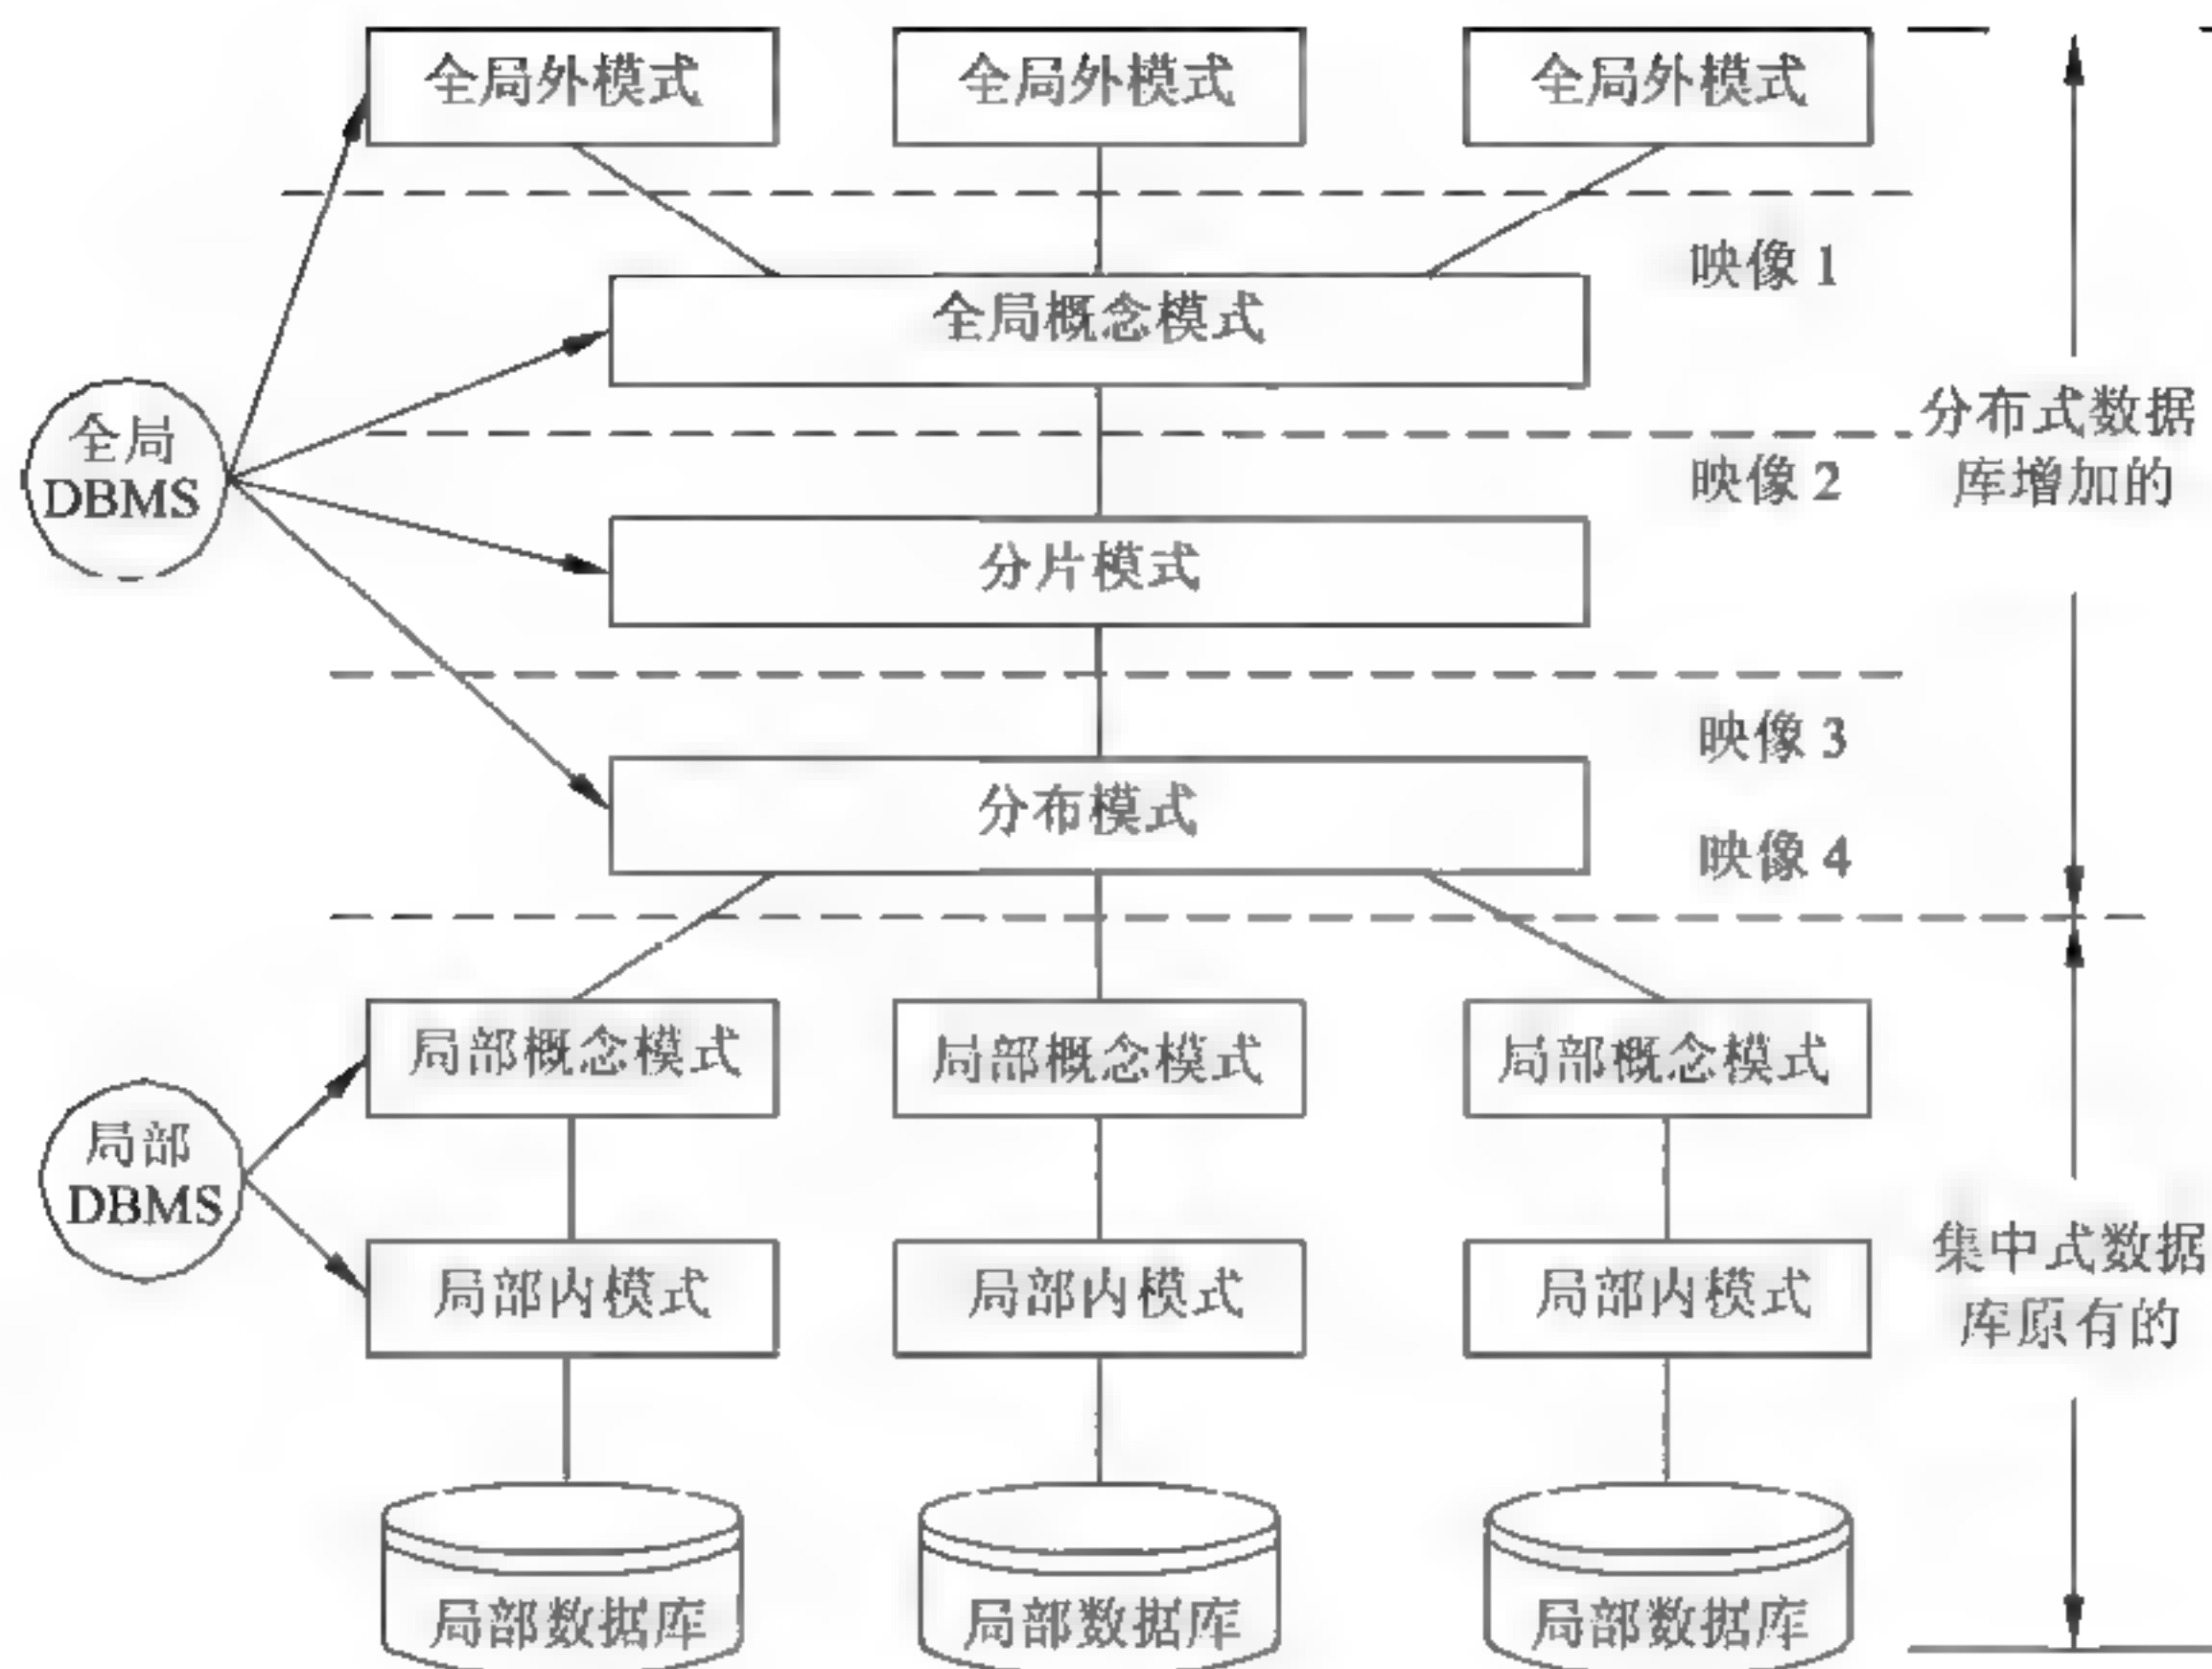 全局外模式
全局外模式
全局外模式
映像 1
全局概念模式
全局
DBMS
分布式数据
库增加的
映像 2
分片模式
映像 3
分布模式
映像 4
局部概念模式
局部概念模式
局部概念模式
局部
DBMS
局部内模式
局部内模式
局部内模式
集中式数据
库原有的
局部数据库
局部数据库
局部数据库